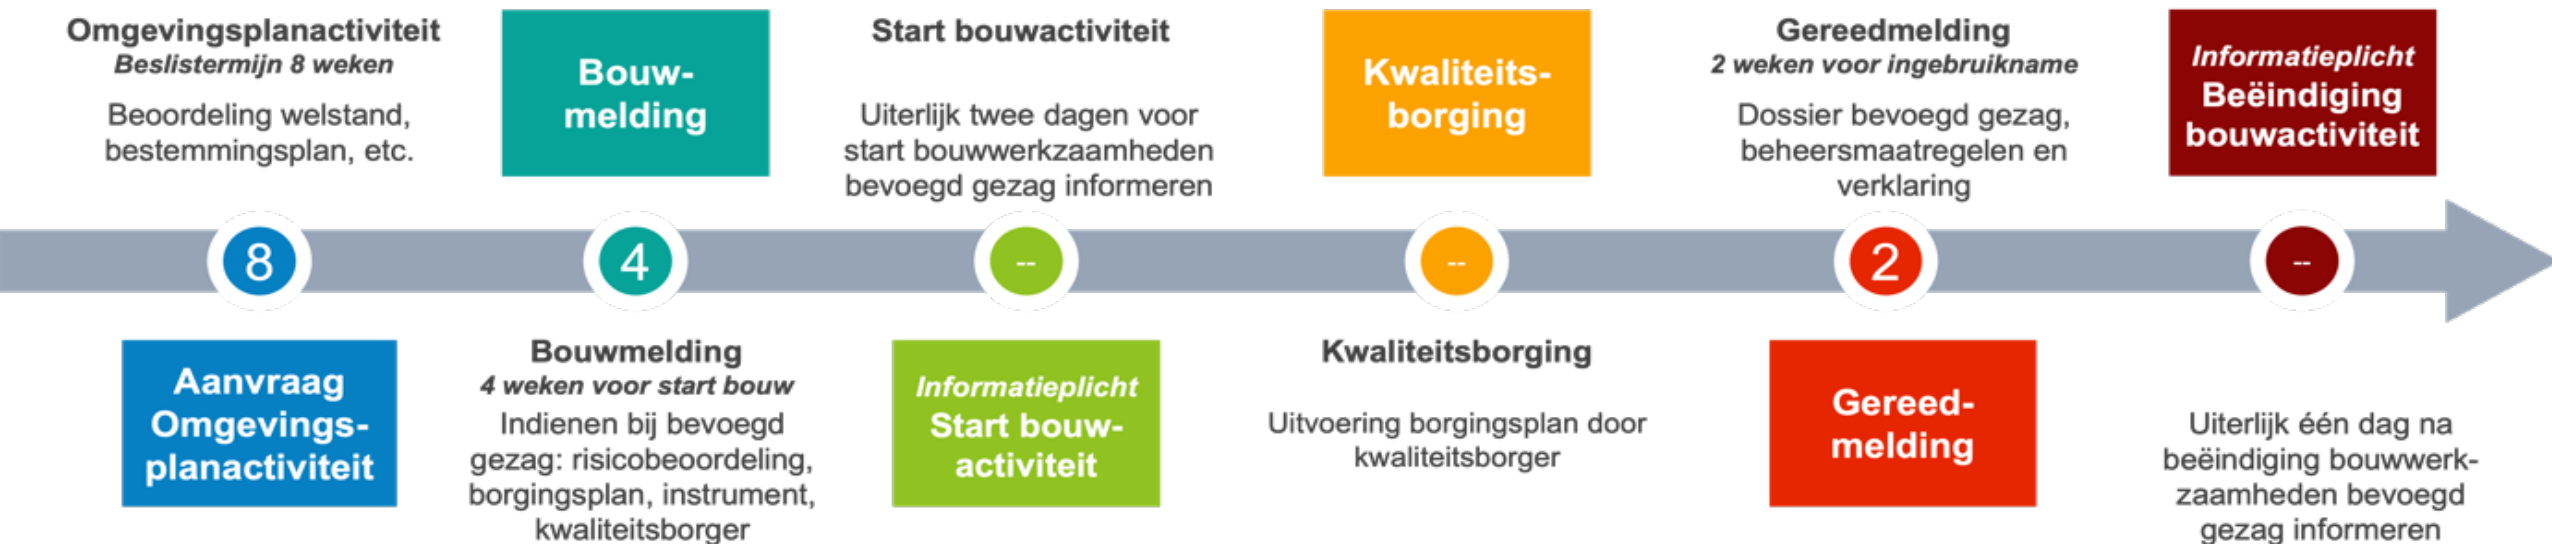 Omgevingsplanactiviteit
Beslistermijn 8 weken
Beoordeling welstand,
bestemmingsplan, etc.
8
Aanvraag
Omgevings-
planactiviteit
Bouw-
melding
4
Bouwmelding
4 weken voor start bouw
Indienen bij bevoegd
gezag: risicobeoordeling,
borgingsplan, instrument,
kwaliteitsborger
Start bouwactiviteit
Uiterlijk twee dagen voor
start bouwwerkzaamheden
bevoegd gezag informeren
--
Informatieplicht
Start bouw-
activiteit
Kwaliteits-
borging
--
Kwaliteitsborging
Uitvoering borgingsplan door
kwaliteitsborger
Gereedmelding
2 weken voor ingebruikname
Dossier bevoegd gezag,
beheersmaatregelen en
verklaring
2
Gereed-
melding
Informatieplicht
Beëindiging
bouwactiviteit
--
Uiterlijk één dag na
beëindiging bouwwerk-
zaamheden bevoegd
gezag informeren